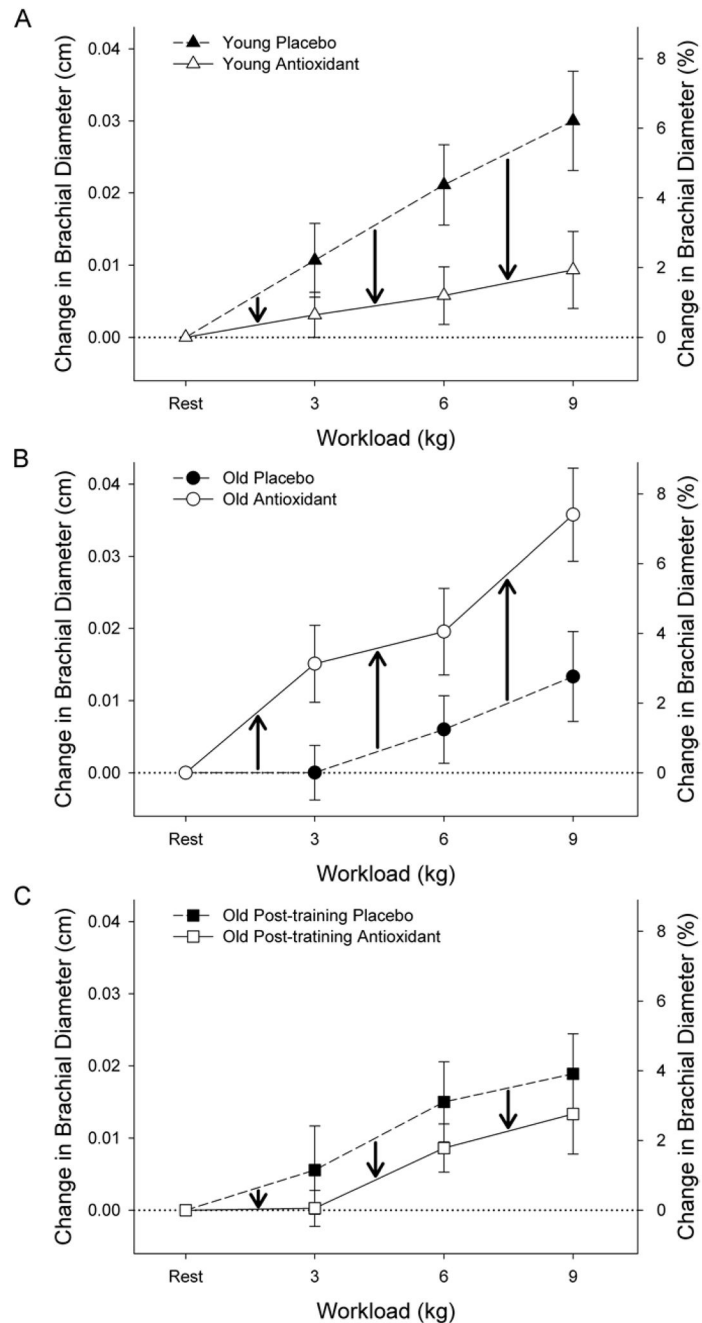 A
Young Placebo
Young Antioxidant
Change in Brachial Diameter (cm)
0.04
0.03
0.02
0.01
0.00
Change in Brachial Diameter (%)
8
6
4
2
0
Rest
3
6
9
Workload (kg)
B
Old Placebo
Old Antioxidant
Change in Brachial Diameter (cm)
0.04
0.03
0.02
0.01
0.00
Change in Brachial Diameter (%)
8
6
4
2
0
Rest
3
6
9
Workload (kg)
C
Old Post-training Placebo
Old Post-tratining Antioxidant
Change in Brachial Diameter (cm)
0.04
0.03
0.02
0.01
0.00
Change in Brachial Diameter (%)
8
6
4
2
0
Rest
3
6
9
Workload (kg)